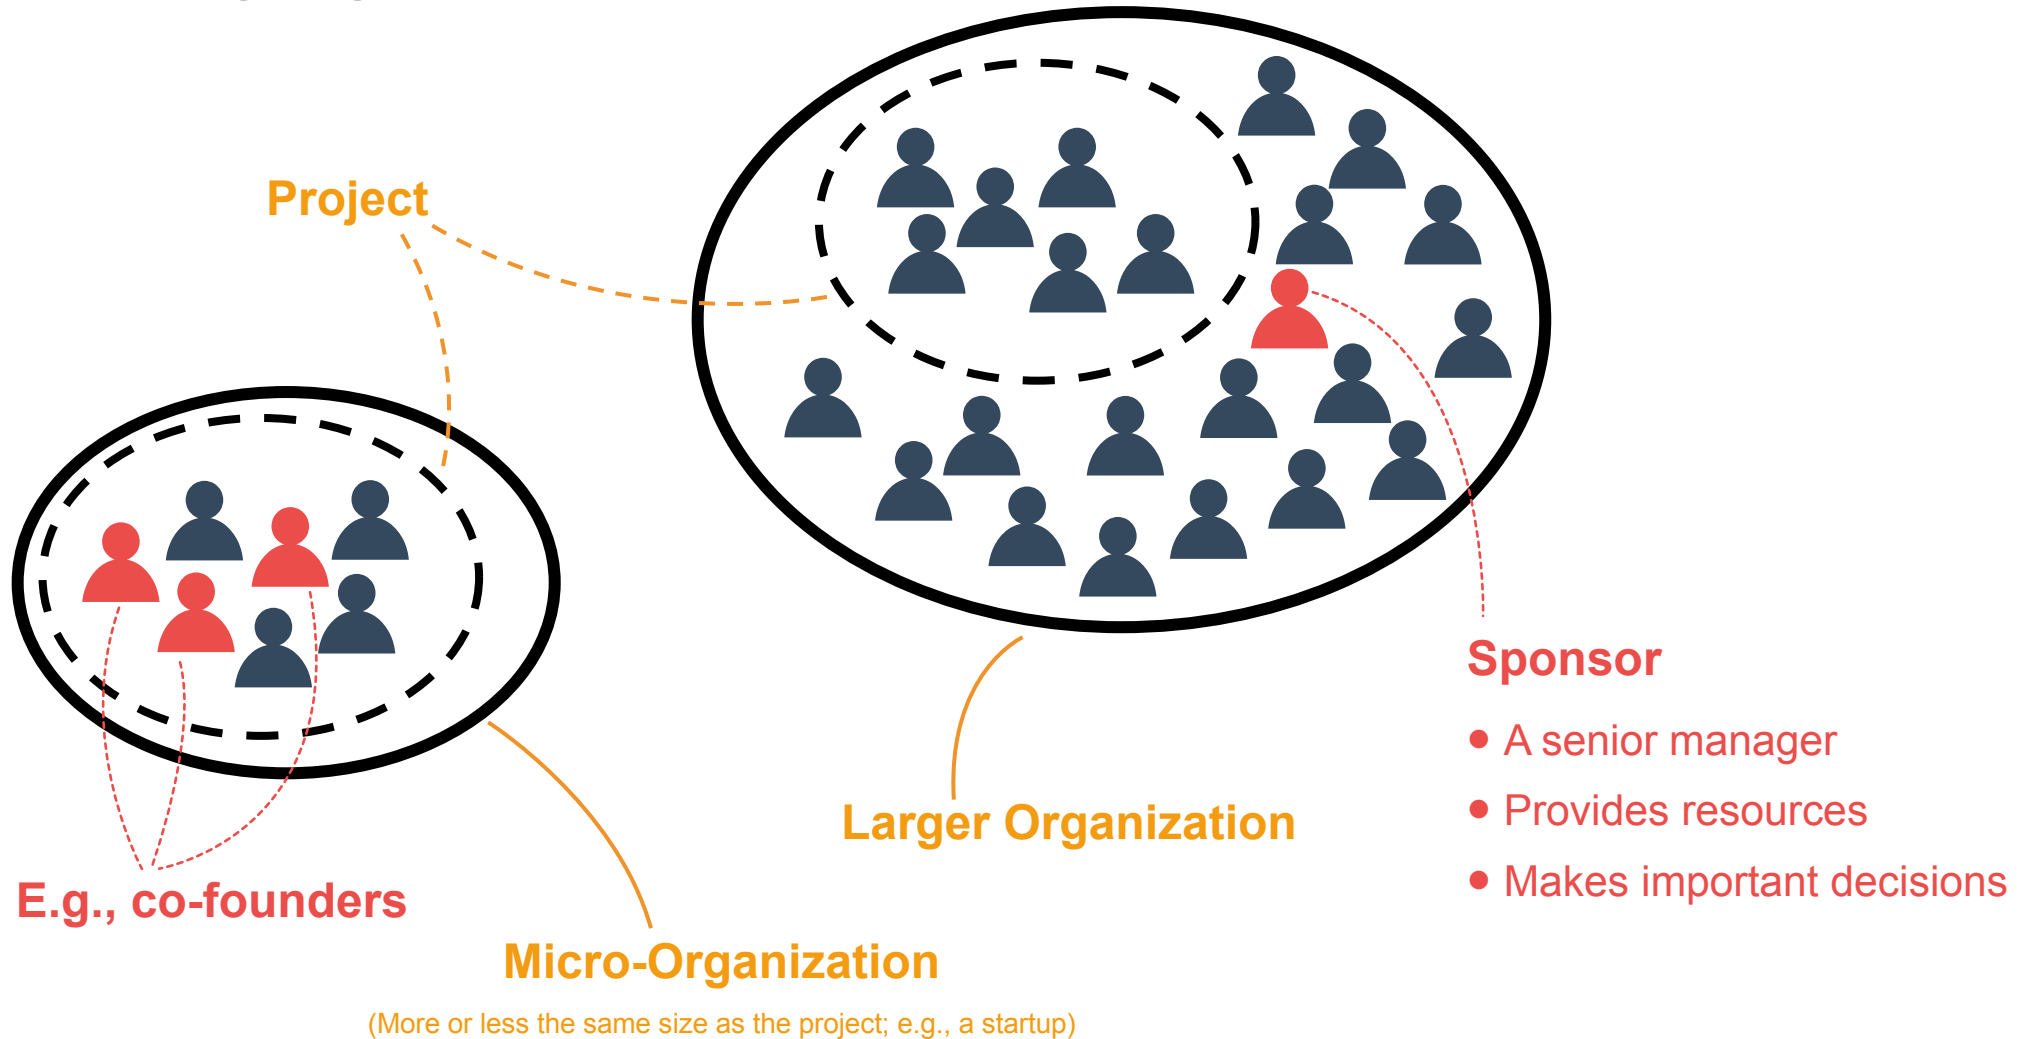 Project
Sponsor
• A senior manager
• Provides resources
• Makes important decisions
Larger Organization
E.g., co-founders
Micro-Organization
(More or less the same size as the project; e.g., a startup)